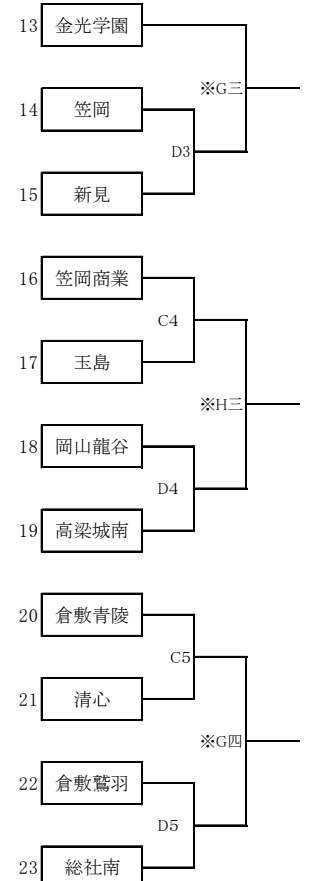 13 金光学園
※G三
14 笠岡
D3
15 新見
16 笠岡商業
C4
17 玉島
※H三
18 岡山龍谷
D4
19 高梁城南
20 倉敷青陵
C5
21 清心
※G四
22 倉敷鷲羽
D5
23 総社南